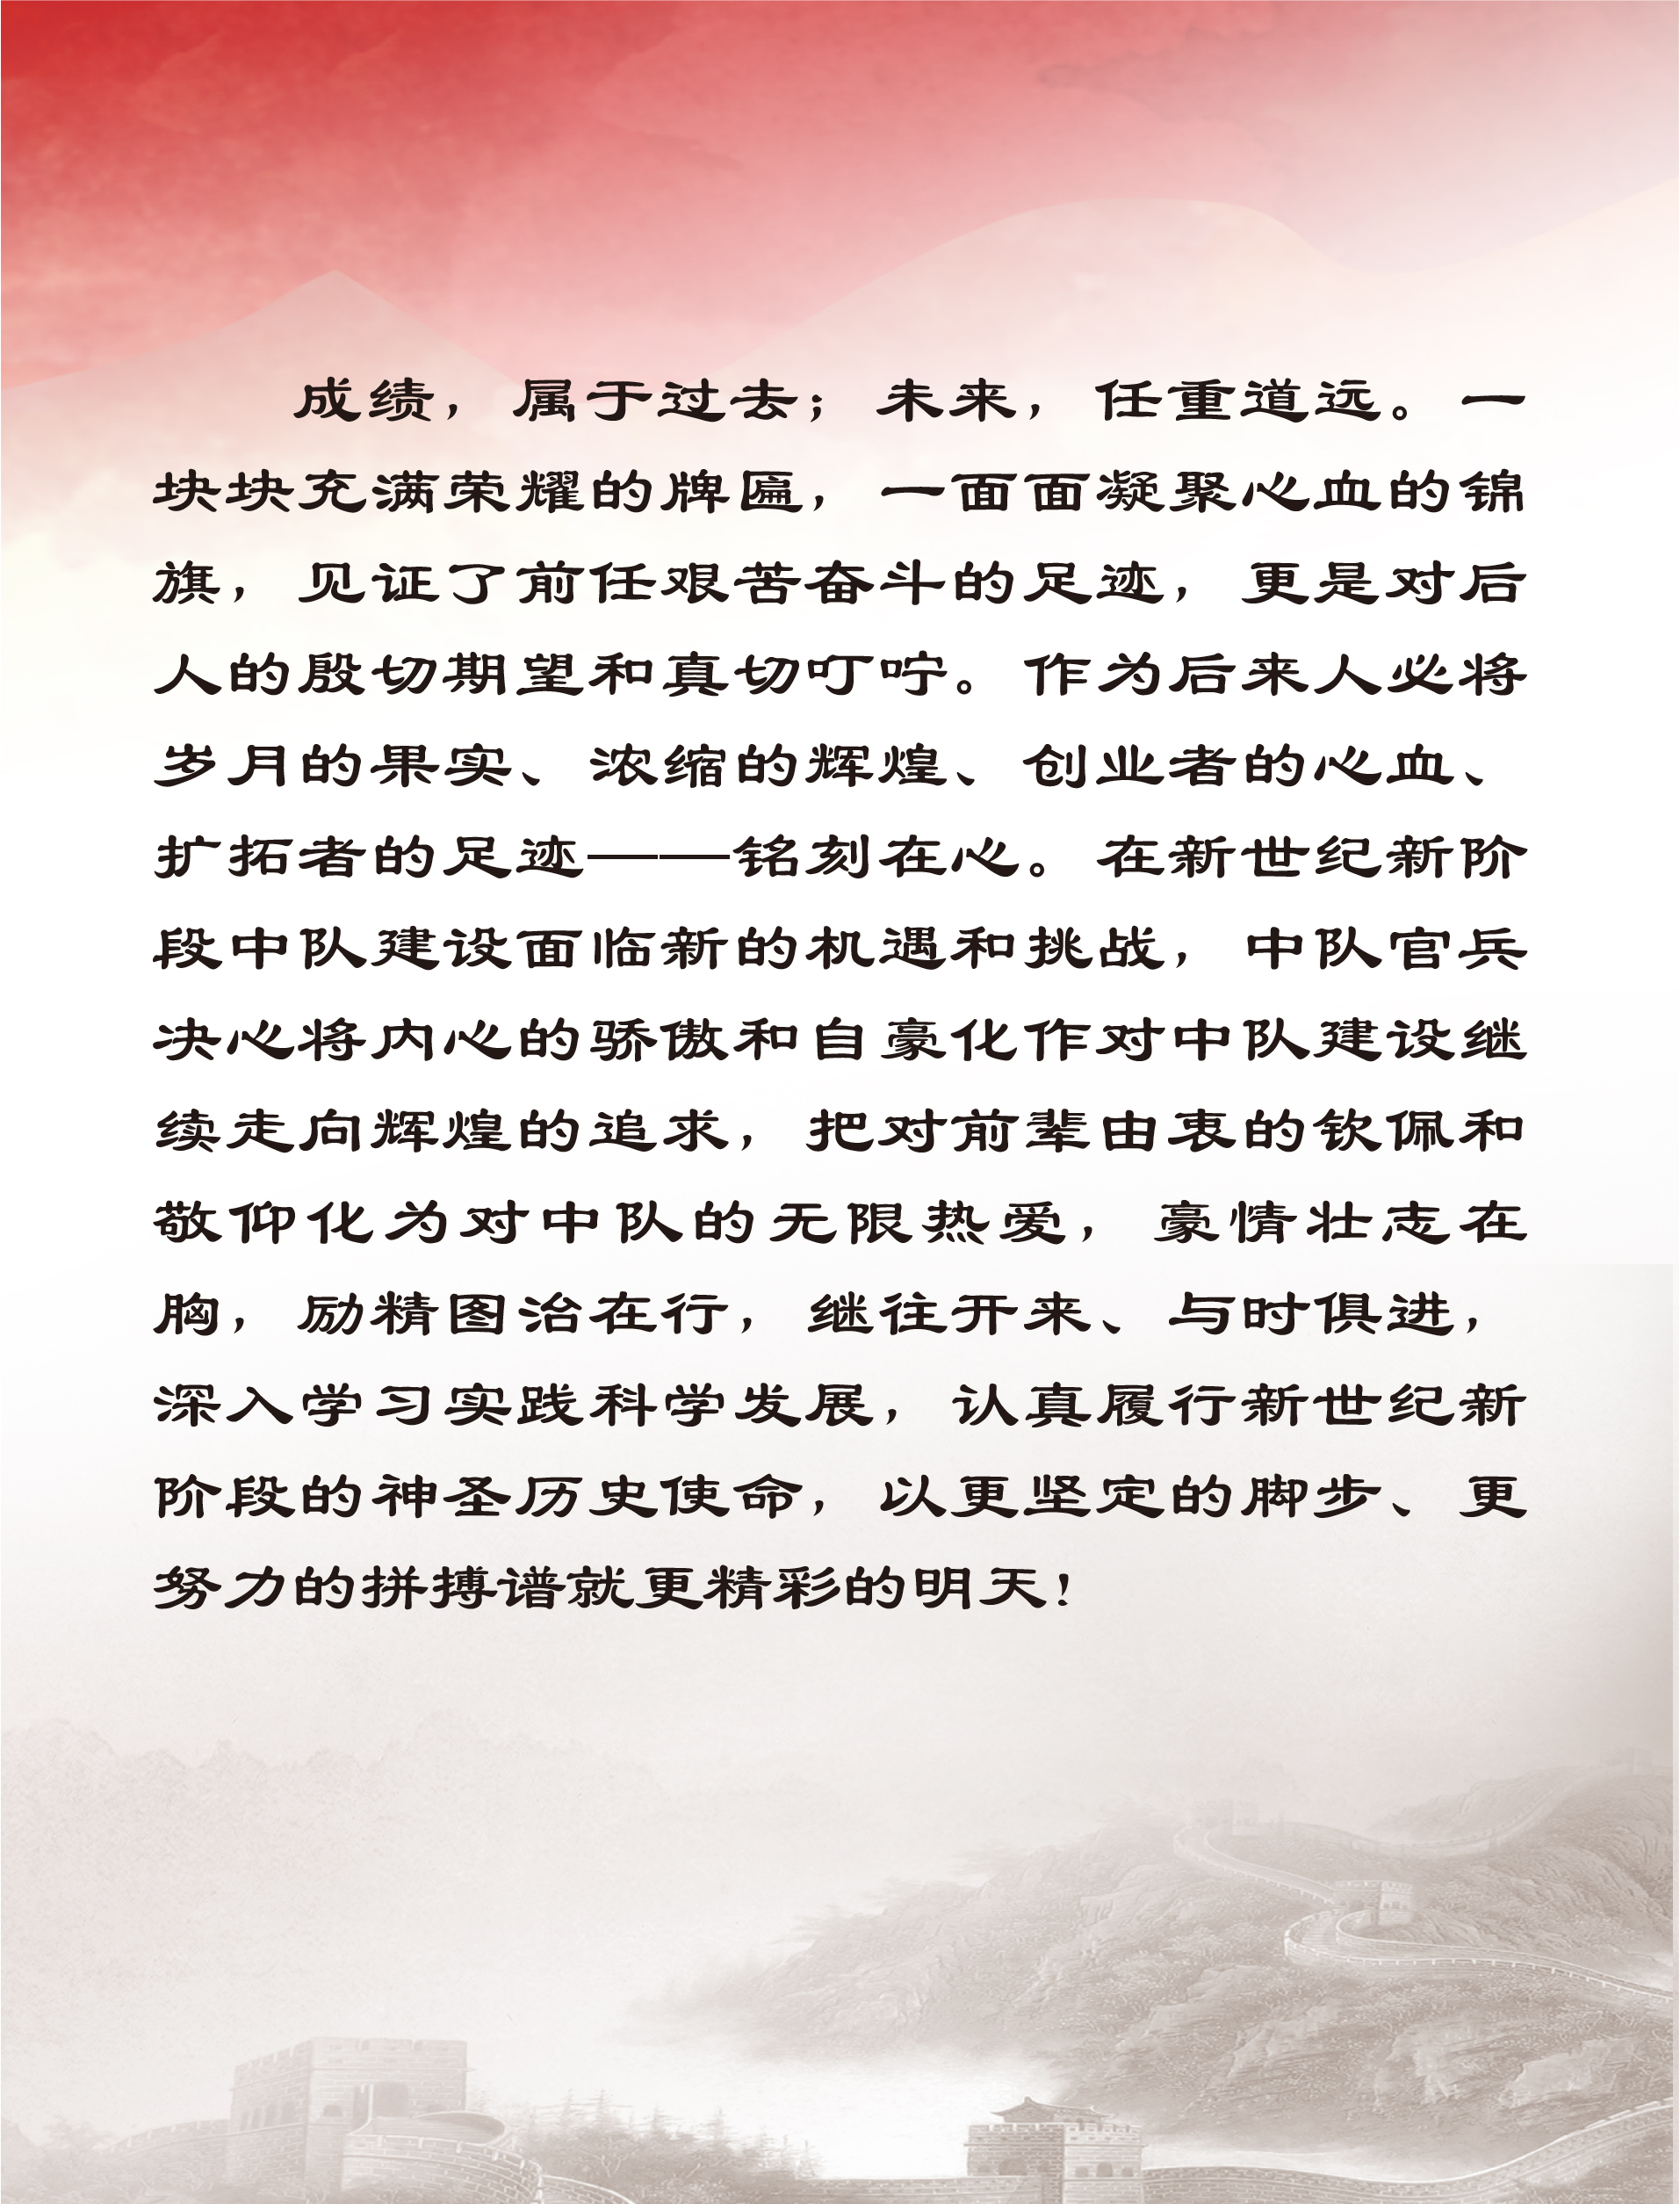 成绩，属于过去；未来，任重道远。一
块块充满荣耀的牌匾，一面面凝聚心血的锦
旗，见证了前任艰苦奋斗的足迹，更是对后
人的殷切期望和真切叮咛。作为后来人必将
岁月的果实、浓缩的辉煌、创业者的心血、
扩拓者的足迹——铭刻在心。在新世纪新阶
段中队建设面临新的机遇和挑战，中队官兵
决心将内心的骄傲和自豪化作对中队建设继
续走向辉煌的追求，把对前辈由衷的钦佩和
敬仰化为对中队的无限热爱，豪情壮志在
胸，励精图治在行，继往开来、与时俱进，
深入学习实践科学发展，认真履行新世纪新
阶段的神圣历史使命，以更坚定的脚步、更
努力的拼搏谱就更精彩的明天！